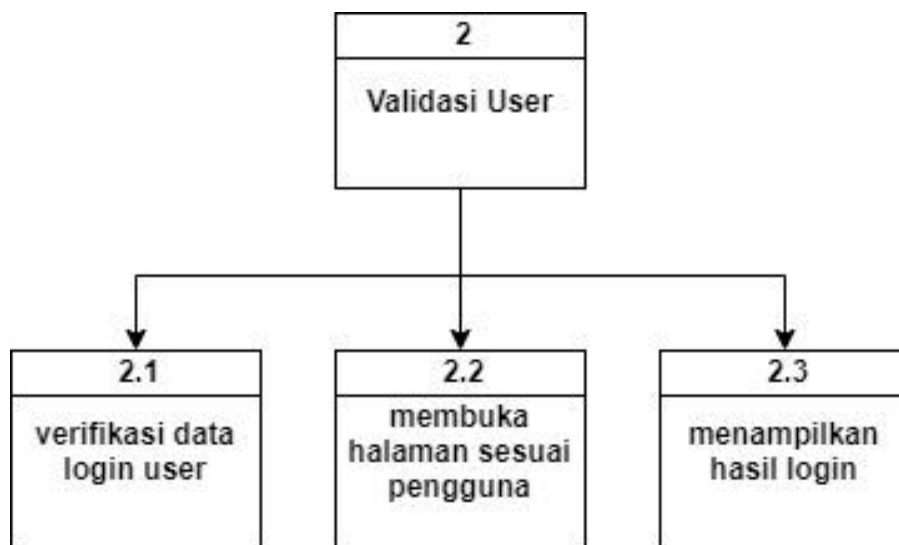 2
Validasi User
2.1
verifikasi data
login user
2.2
membuka
halaman sesuai
pengguna
2.3
menampilkan
hasil login